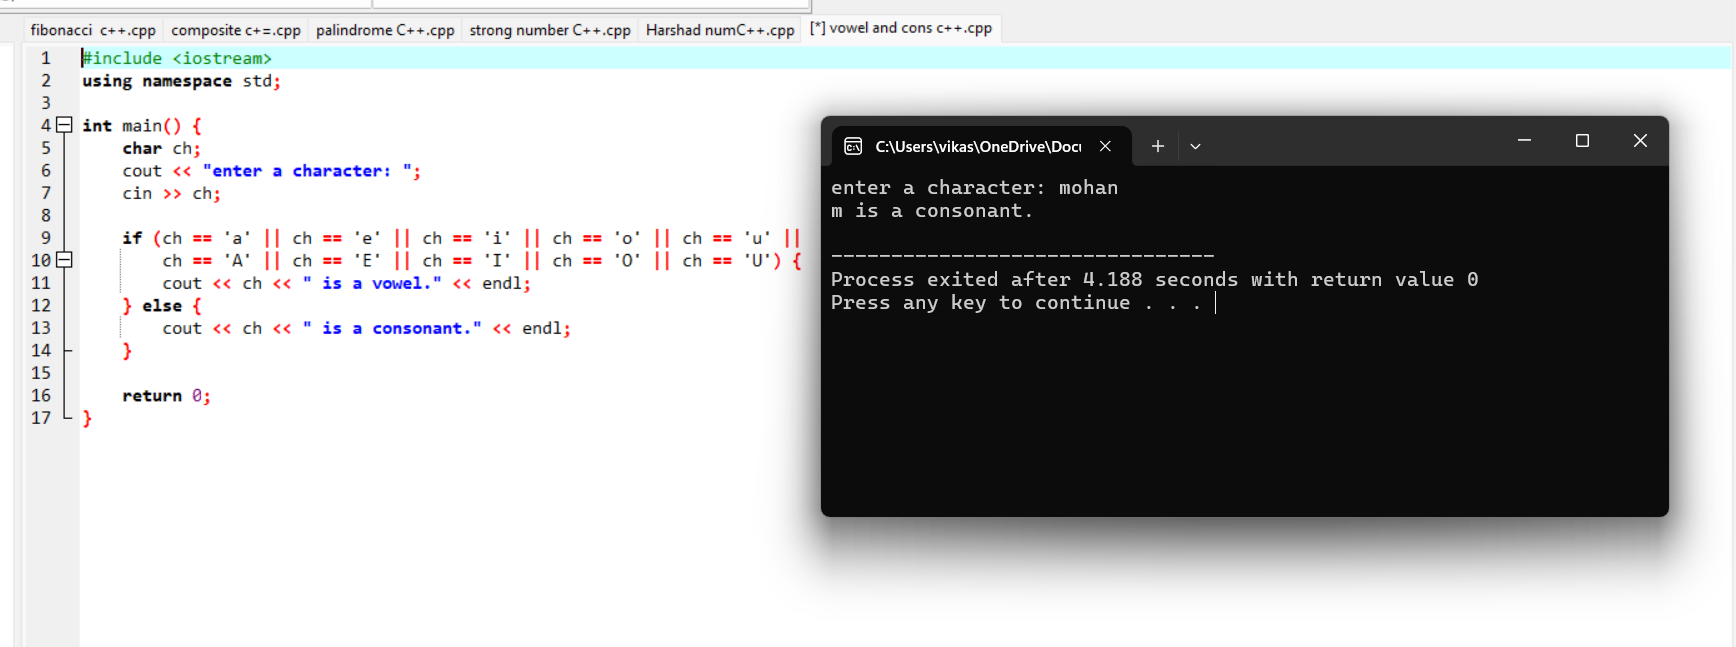 fibonacci c++.cpp composite c+=.cpp palindrome C++.cpp strong number C++.cpp Harshad numC++.cpp [*] vowel and cons c++.cpp
1 #include <iostream>
2 using namespace std;
3
4 int main() {
5 char ch;
6 cout << "enter a character: ";
7 cin >> ch;
8
9 if (ch == 'a' || ch == 'e' || ch == 'i' || ch == 'o' || ch == 'u' ||
10 ch == 'A' || ch == 'E' || ch == 'I' || ch == 'O' || ch == 'U') {
11 cout << ch << " is a vowel." << endl;
12 } else {
13 cout << ch << " is a consonant." << endl;
14 }
15
16 return 0;
17 }
C:\Users\vikas\OneDrive\Docu
enter a character: mohan
m is a consonant.
--------------------------------
Process exited after 4.188 seconds with return value 0
Press any key to continue . . .